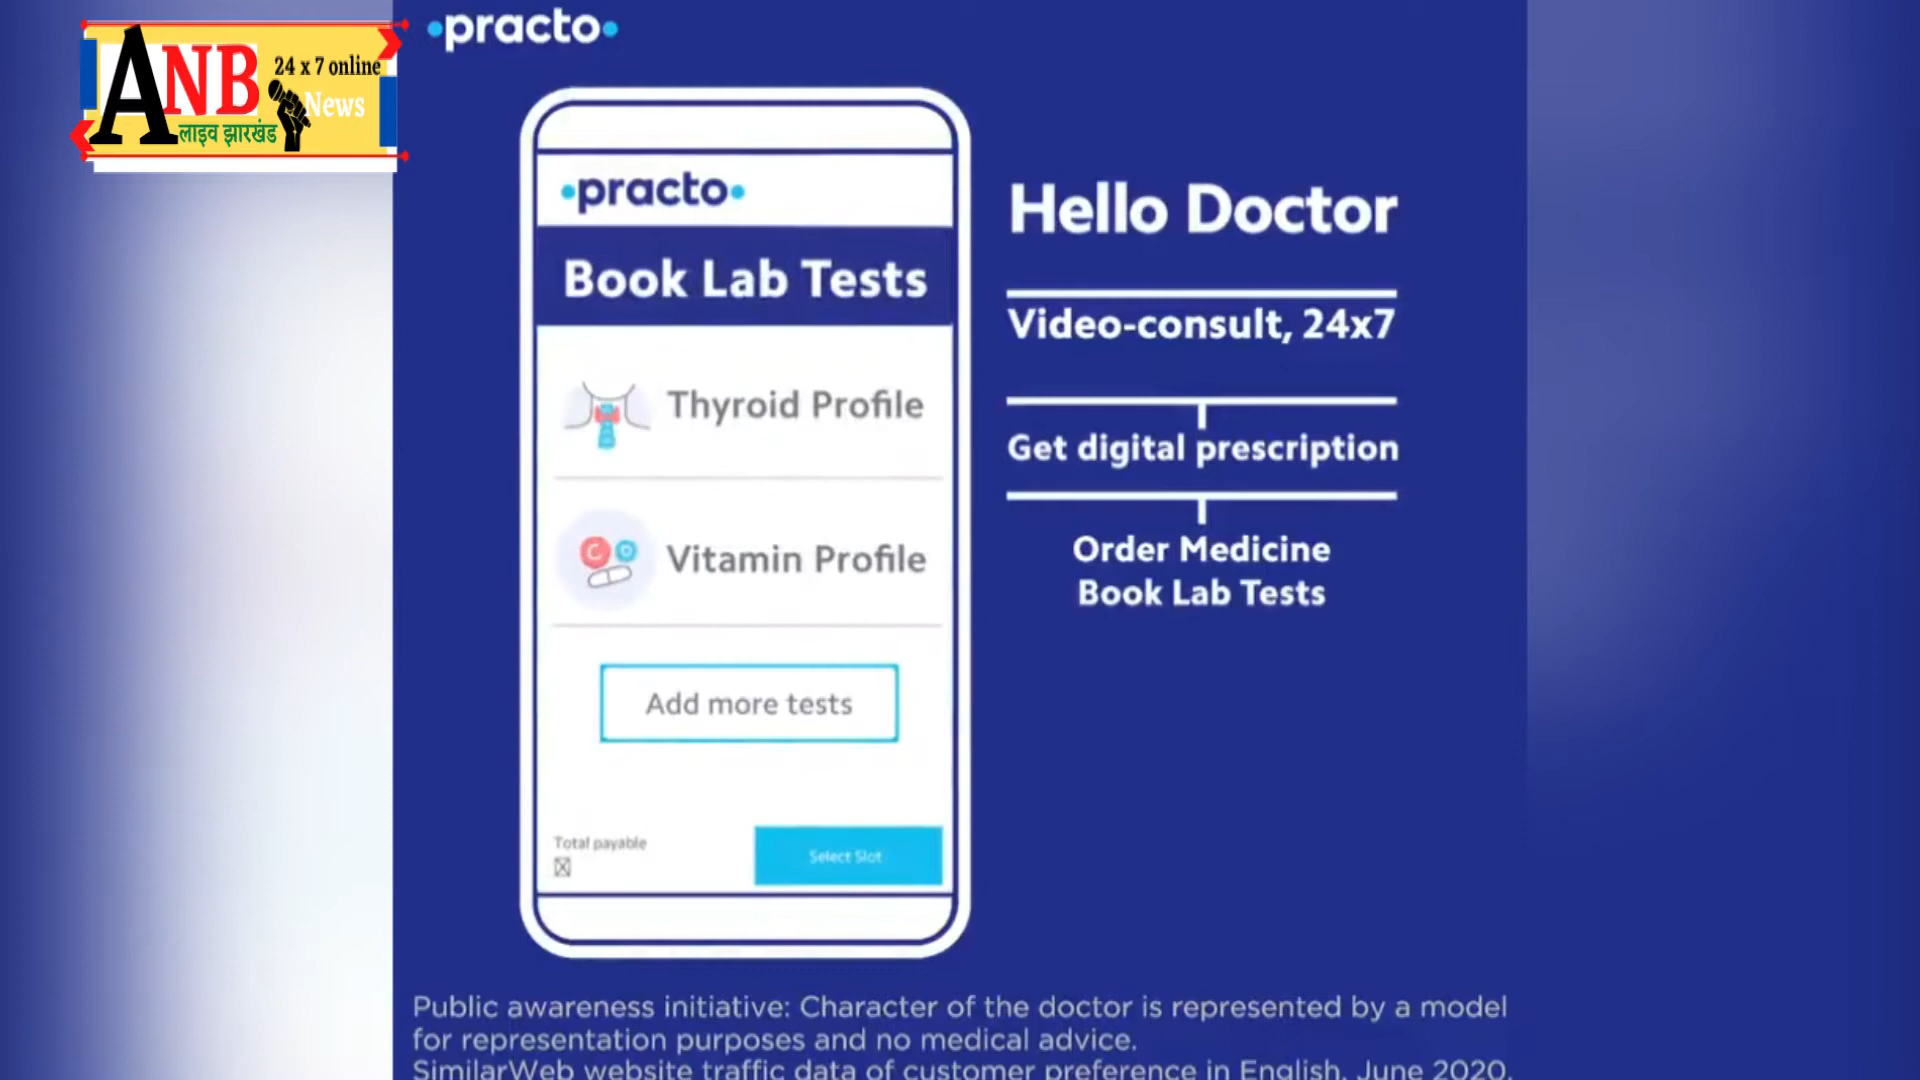 ANB
24 x 7 online
News
लाइव झारखंड
practo
practo
Book Lab Tests
Thyroid Profile
C D
Vitamin Profile
Add more tests
Total payable
Select Slot
Hello Doctor
Video-consult, 24x7
Get digital prescription
Order Medicine
Book Lab Tests
Public awareness initiative: Character of the doctor is represented by a model
for representation purposes and no medical advice.
SimilarWeb website traffic data of customer preference in English, June 2020.